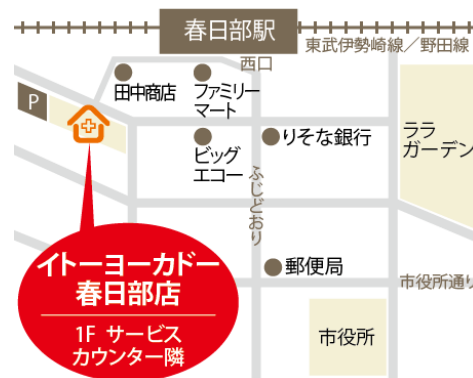 春日部駅
東武伊勢崎線／野田線
西口
田中商店
ファミリー
マート
P
ビッグ
エコー
りそな銀行
ララ
ガーデン
ふじどおり
イトーヨーカドー
春日部店
1F サービス
カウンター隣
郵便局
市役所通り
市役所